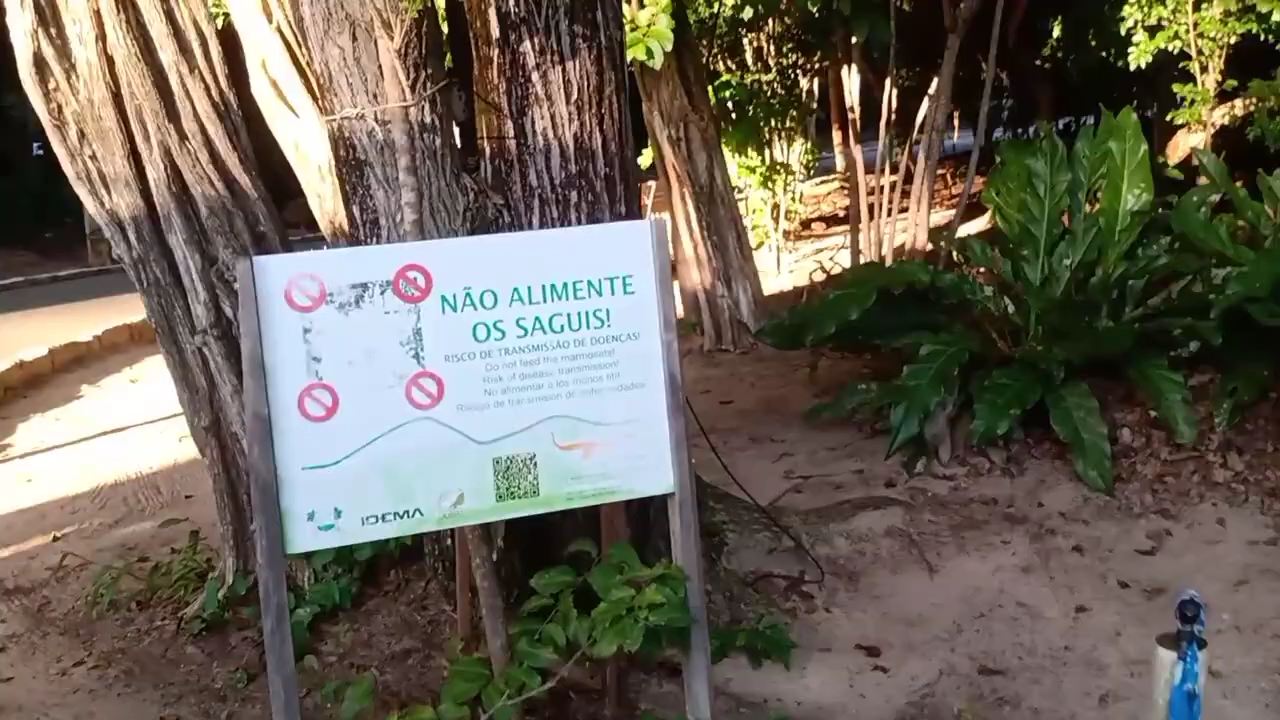 NÃO ALIMENTE
OS SAGUIS!
RISCO DE TRANSMISSÃO DE DOENÇAS!
Do not feed the marmosets!
Risk of disease transmission!
No alimentar a los monos titi!
Riesgo de transmisión de enfermedades!
IDEMA